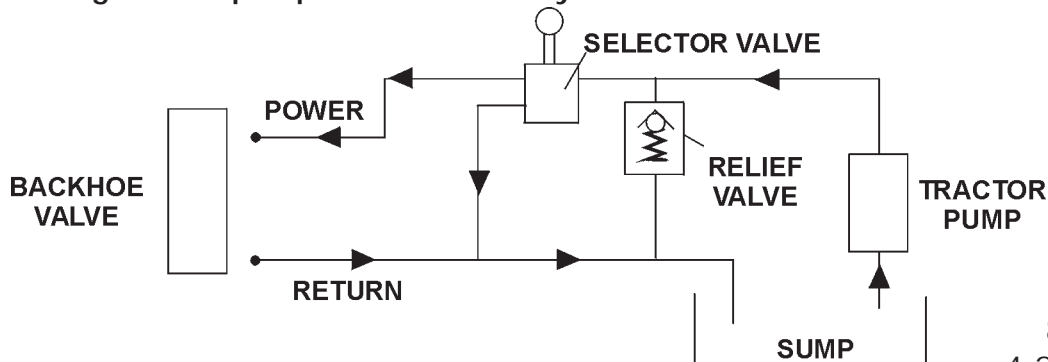 SELECTOR VALVE
POWER
BACKHOE
VALVE
RELIEF
VALVE
TRACTOR
PUMP
RETURN
SUMP